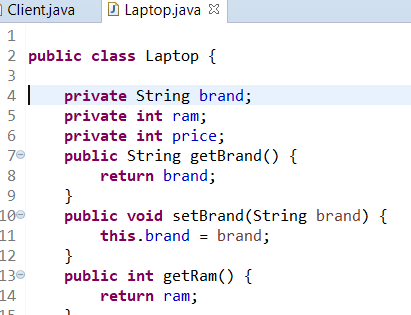 Client.java Laptop.java
1
2 public class Laptop {
3
4 private String brand;
5 private int ram;
6 private int price;
7 public String getBrand() {
8 return brand;
9 }
10 public void setBrand(String brand) {
11 this.brand = brand;
12 }
13 public int getRam() {
14 return ram;
15 }